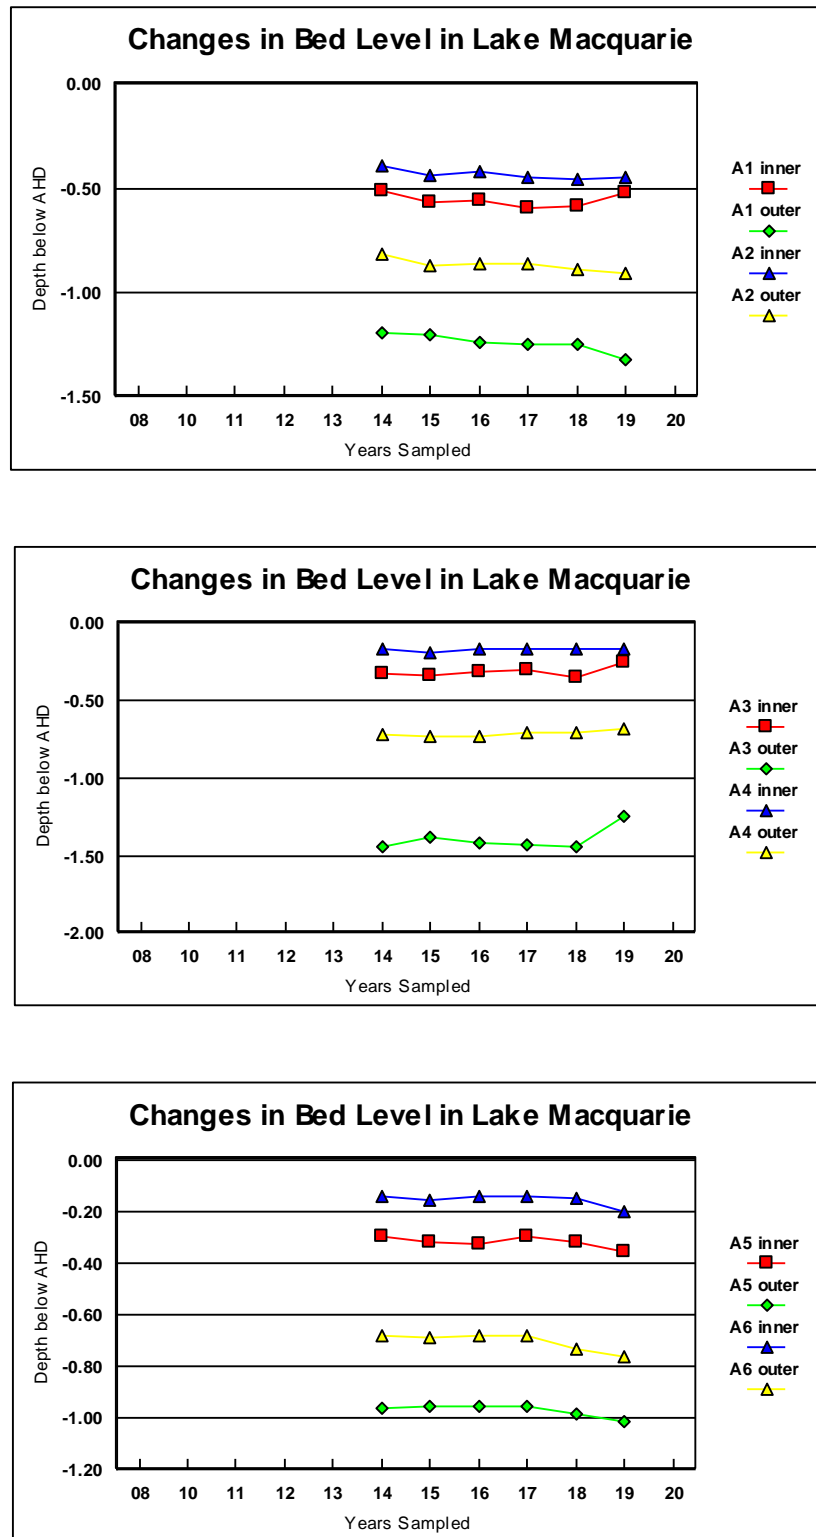 Changes in Bed Level in Lake Macquarie
0.00
-0.50
-1.00
-1.50
Depth below AHD
08 10 11 12 13 14 15 16 17 18 19 20
Years Sampled
A1 inner
A1 outer
A2 inner
A2 outer
Changes in Bed Level in Lake Macquarie
0.00
-0.50
-1.00
-1.50
-2.00
Depth below AHD
08 10 11 12 13 14 15 16 17 18 19 20
Years Sampled
A3 inner
A3 outer
A4 inner
A4 outer
Changes in Bed Level in Lake Macquarie
0.00
-0.20
-0.40
-0.60
-0.80
-1.00
-1.20
Depth below AHD
08 10 11 12 13 14 15 16 17 18 19 20
Years Sampled
A5 inner
A5 outer
A6 inner
A6 outer